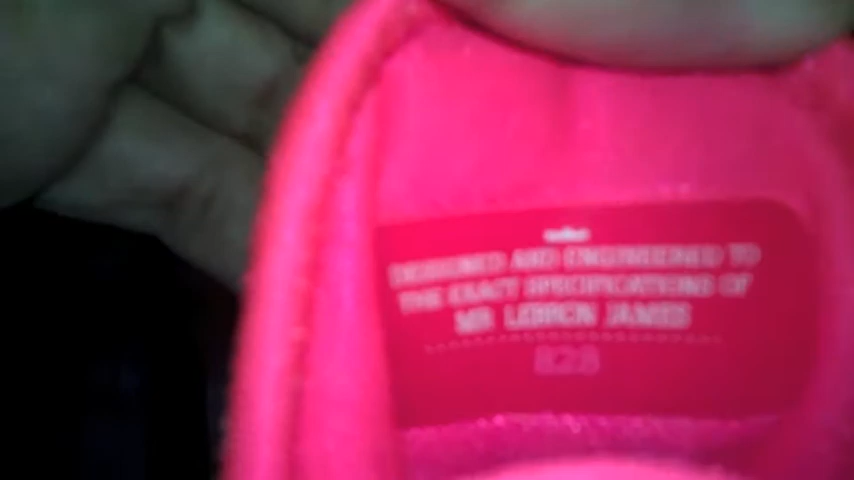 DESIGNED AND ENGINEERED TO
THE EXACT SPECIFICATIONS OF
MR. LEBRON JAMES